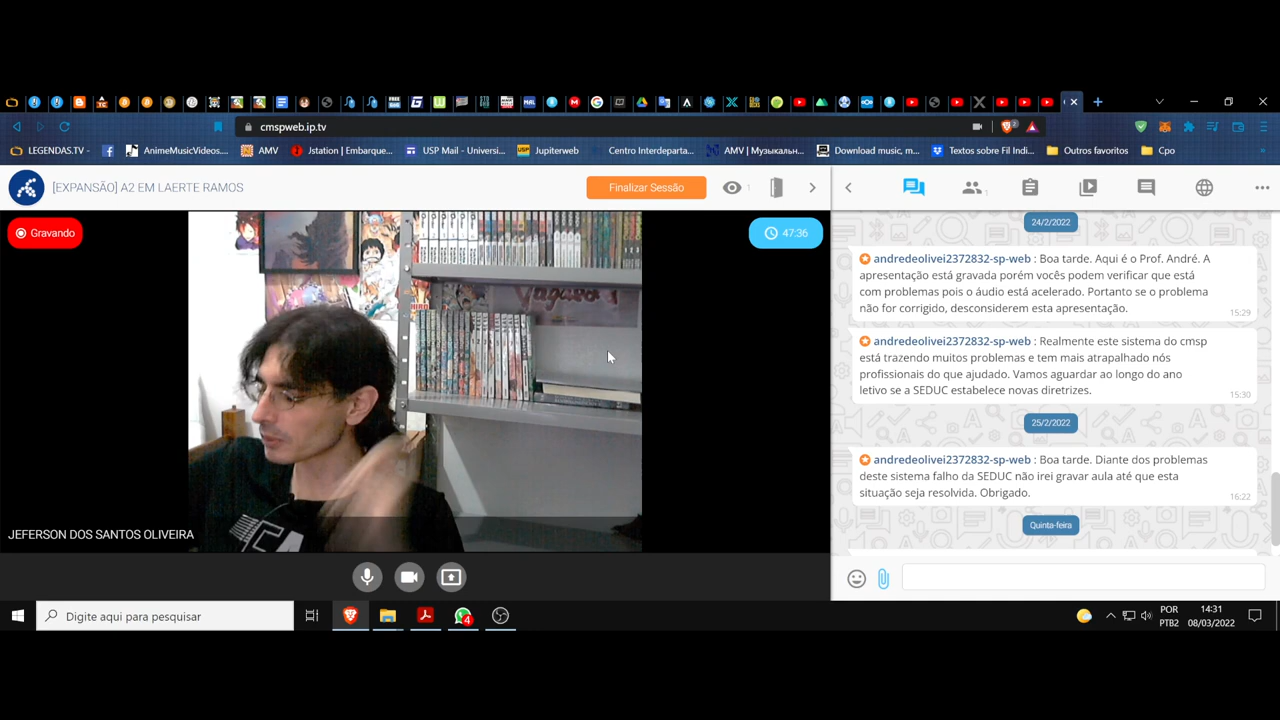 cmspweb.ip.tv
LEGENDAS.TV
AnimeMusicVideos...
AMV
Jstation | Embarque...
USP Mail - Universi...
Jupiterweb
Centro Interdeparta...
AMV | Музыкальн...
Download music, m...
Textos sobre Fil Indi...
Outros favoritos
Cpo
[EXPANSÃO] A2 EM LAERTE RAMOS
Finalizar Sessão
1
1
Gravando
47:36
24/2/2022
andredeolivei2372832-sp-web : Boa tarde. Aqui é o Prof. André. A
apresentação está gravada porém vocês podem verificar que está
com problemas pois o áudio está acelerado. Portanto se o problema
não for corrigido, desconsiderem esta apresentação.
15:29
andredeolivei2372832-sp-web : Realmente este sistema do cmsp
está trazendo muitos problemas e tem mais atrapalhado nós
profissionais do que ajudado. Vamos aguardar ao longo do ano
letivo se a SEDUC estabelece novas diretrizes.
15:30
25/2/2022
andredeolivei2372832-sp-web : Boa tarde. Diante dos problemas
deste sistema falho da SEDUC não irei gravar aula até que esta
situação seja resolvida. Obrigado.
16:22
Quinta-feira
JEFERSON DOS SANTOS OLIVEIRA
Digite aqui para pesquisar
4
POR
PTB2
14:31
08/03/2022